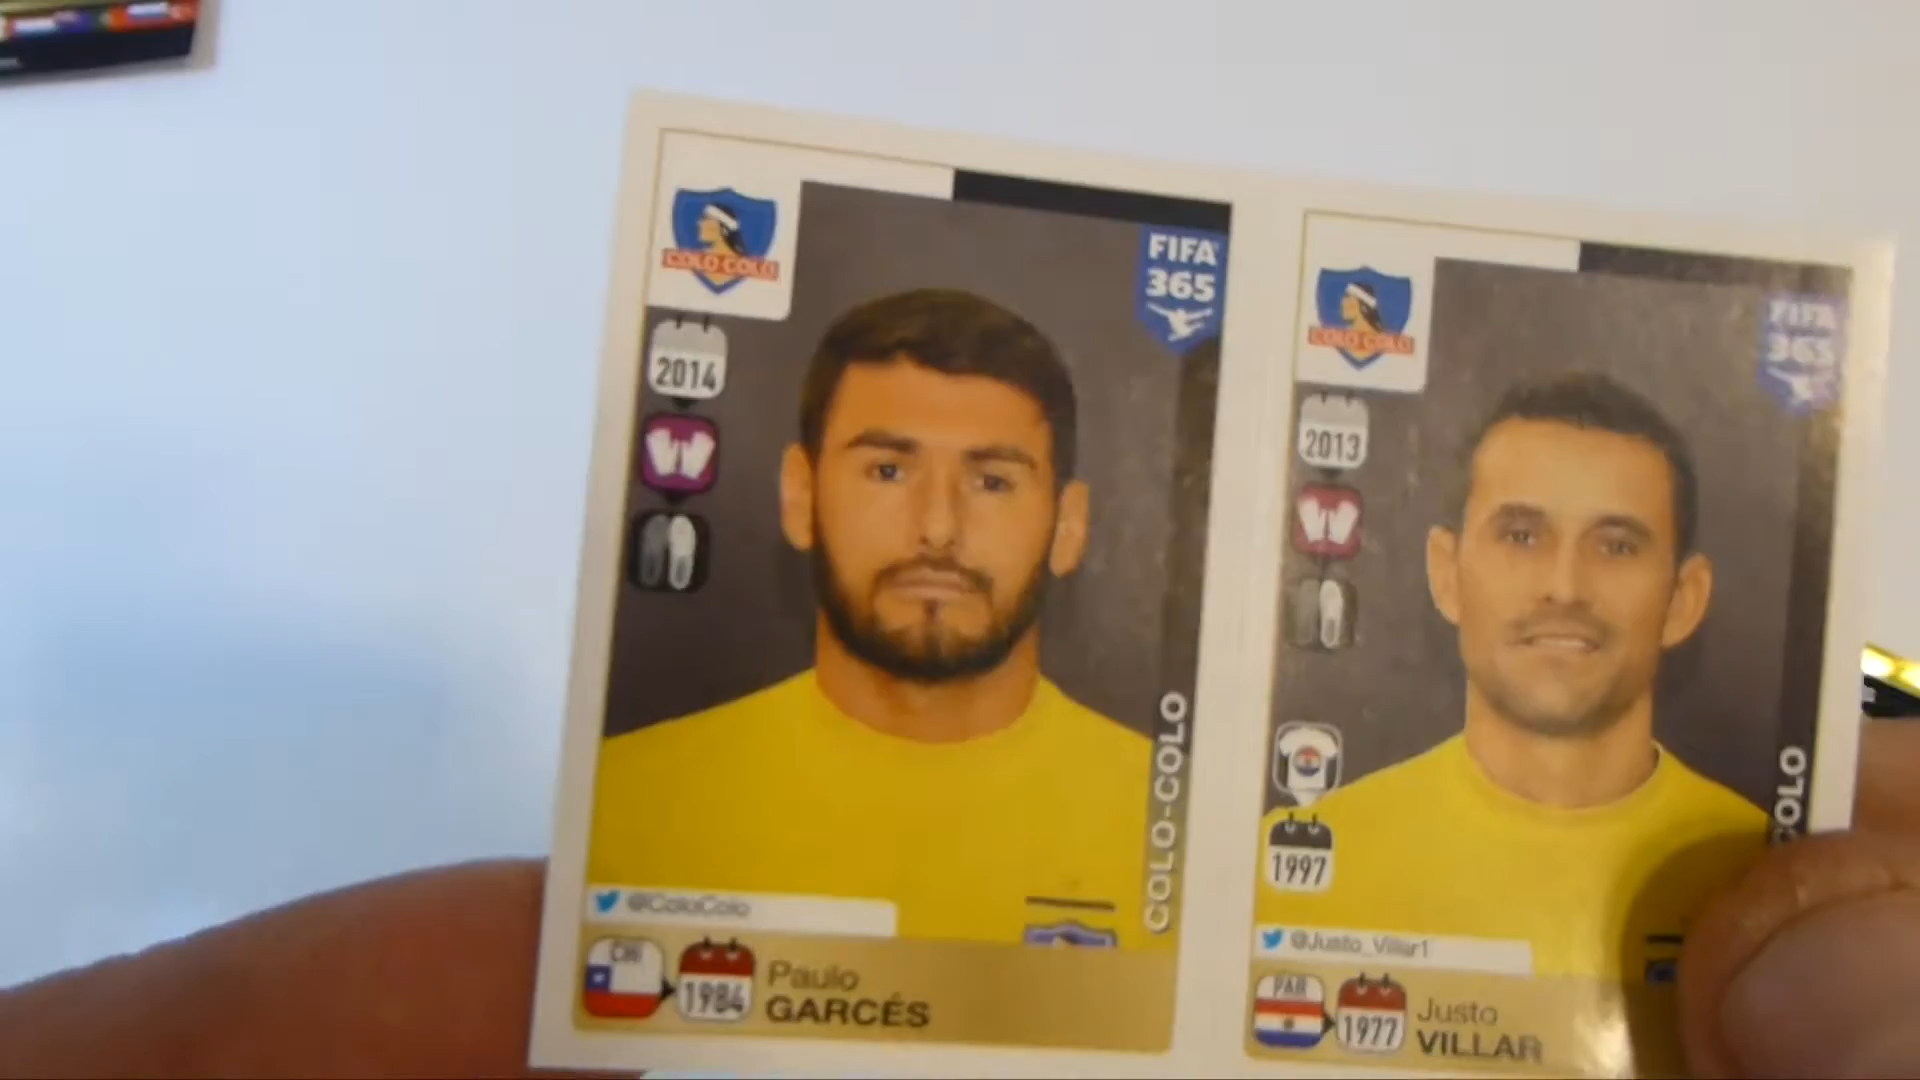 COLO COLO
FIFA
365
2014
COLO-COLO
@ColoColo
CHI
1984
Paulo
GARCÉS
COLO COLO
FIFA
365
2013
1997
COLO
@Justo_Villar1
PAR
1977
Justo
VILLAR